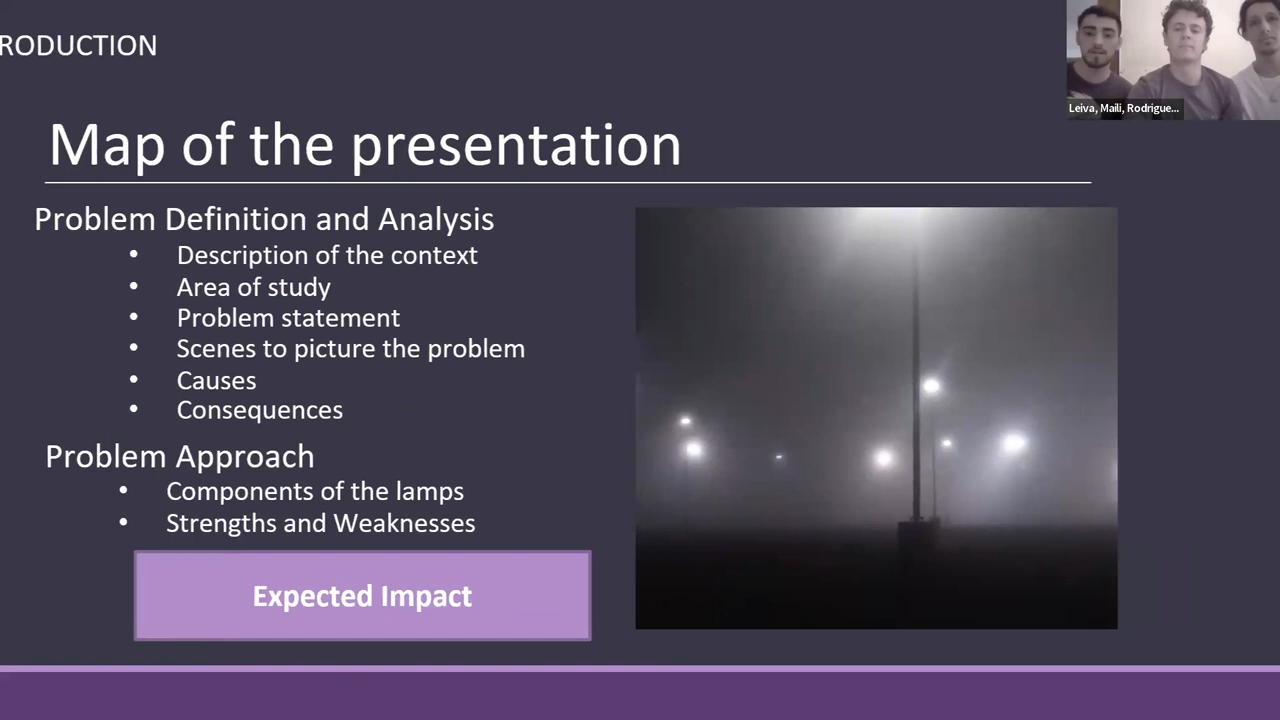 RODUCTION
Leiva, Maili, Rodrigue...
Map of the presentation
Problem Definition and Analysis
• Description of the context
• Area of study
• Problem statement
• Scenes to picture the problem
• Causes
• Consequences
Problem Approach
• Components of the lamps
• Strengths and Weaknesses
Expected Impact